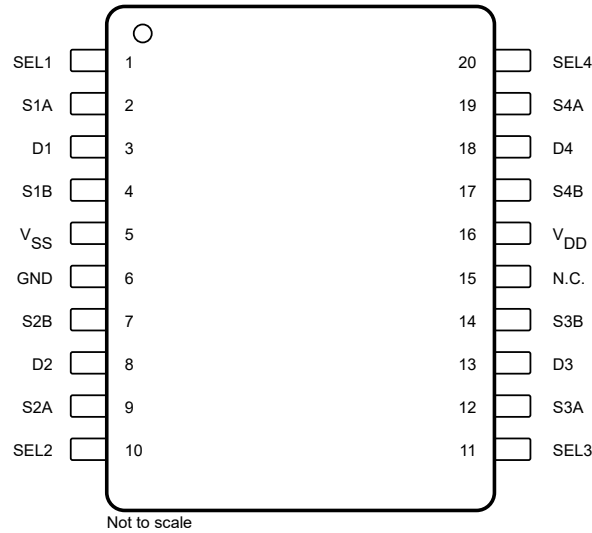 SEL1 1 20 SEL4
S1A 2 19 S4A
D1 3 18 D4
S1B 4 17 S4B
VSS 5 16 VDD
GND 6 15 N.C.
S2B 7 14 S3B
D2 8 13 D3
S2A 9 12 S3A
SEL2 10 11 SEL3
Not to scale